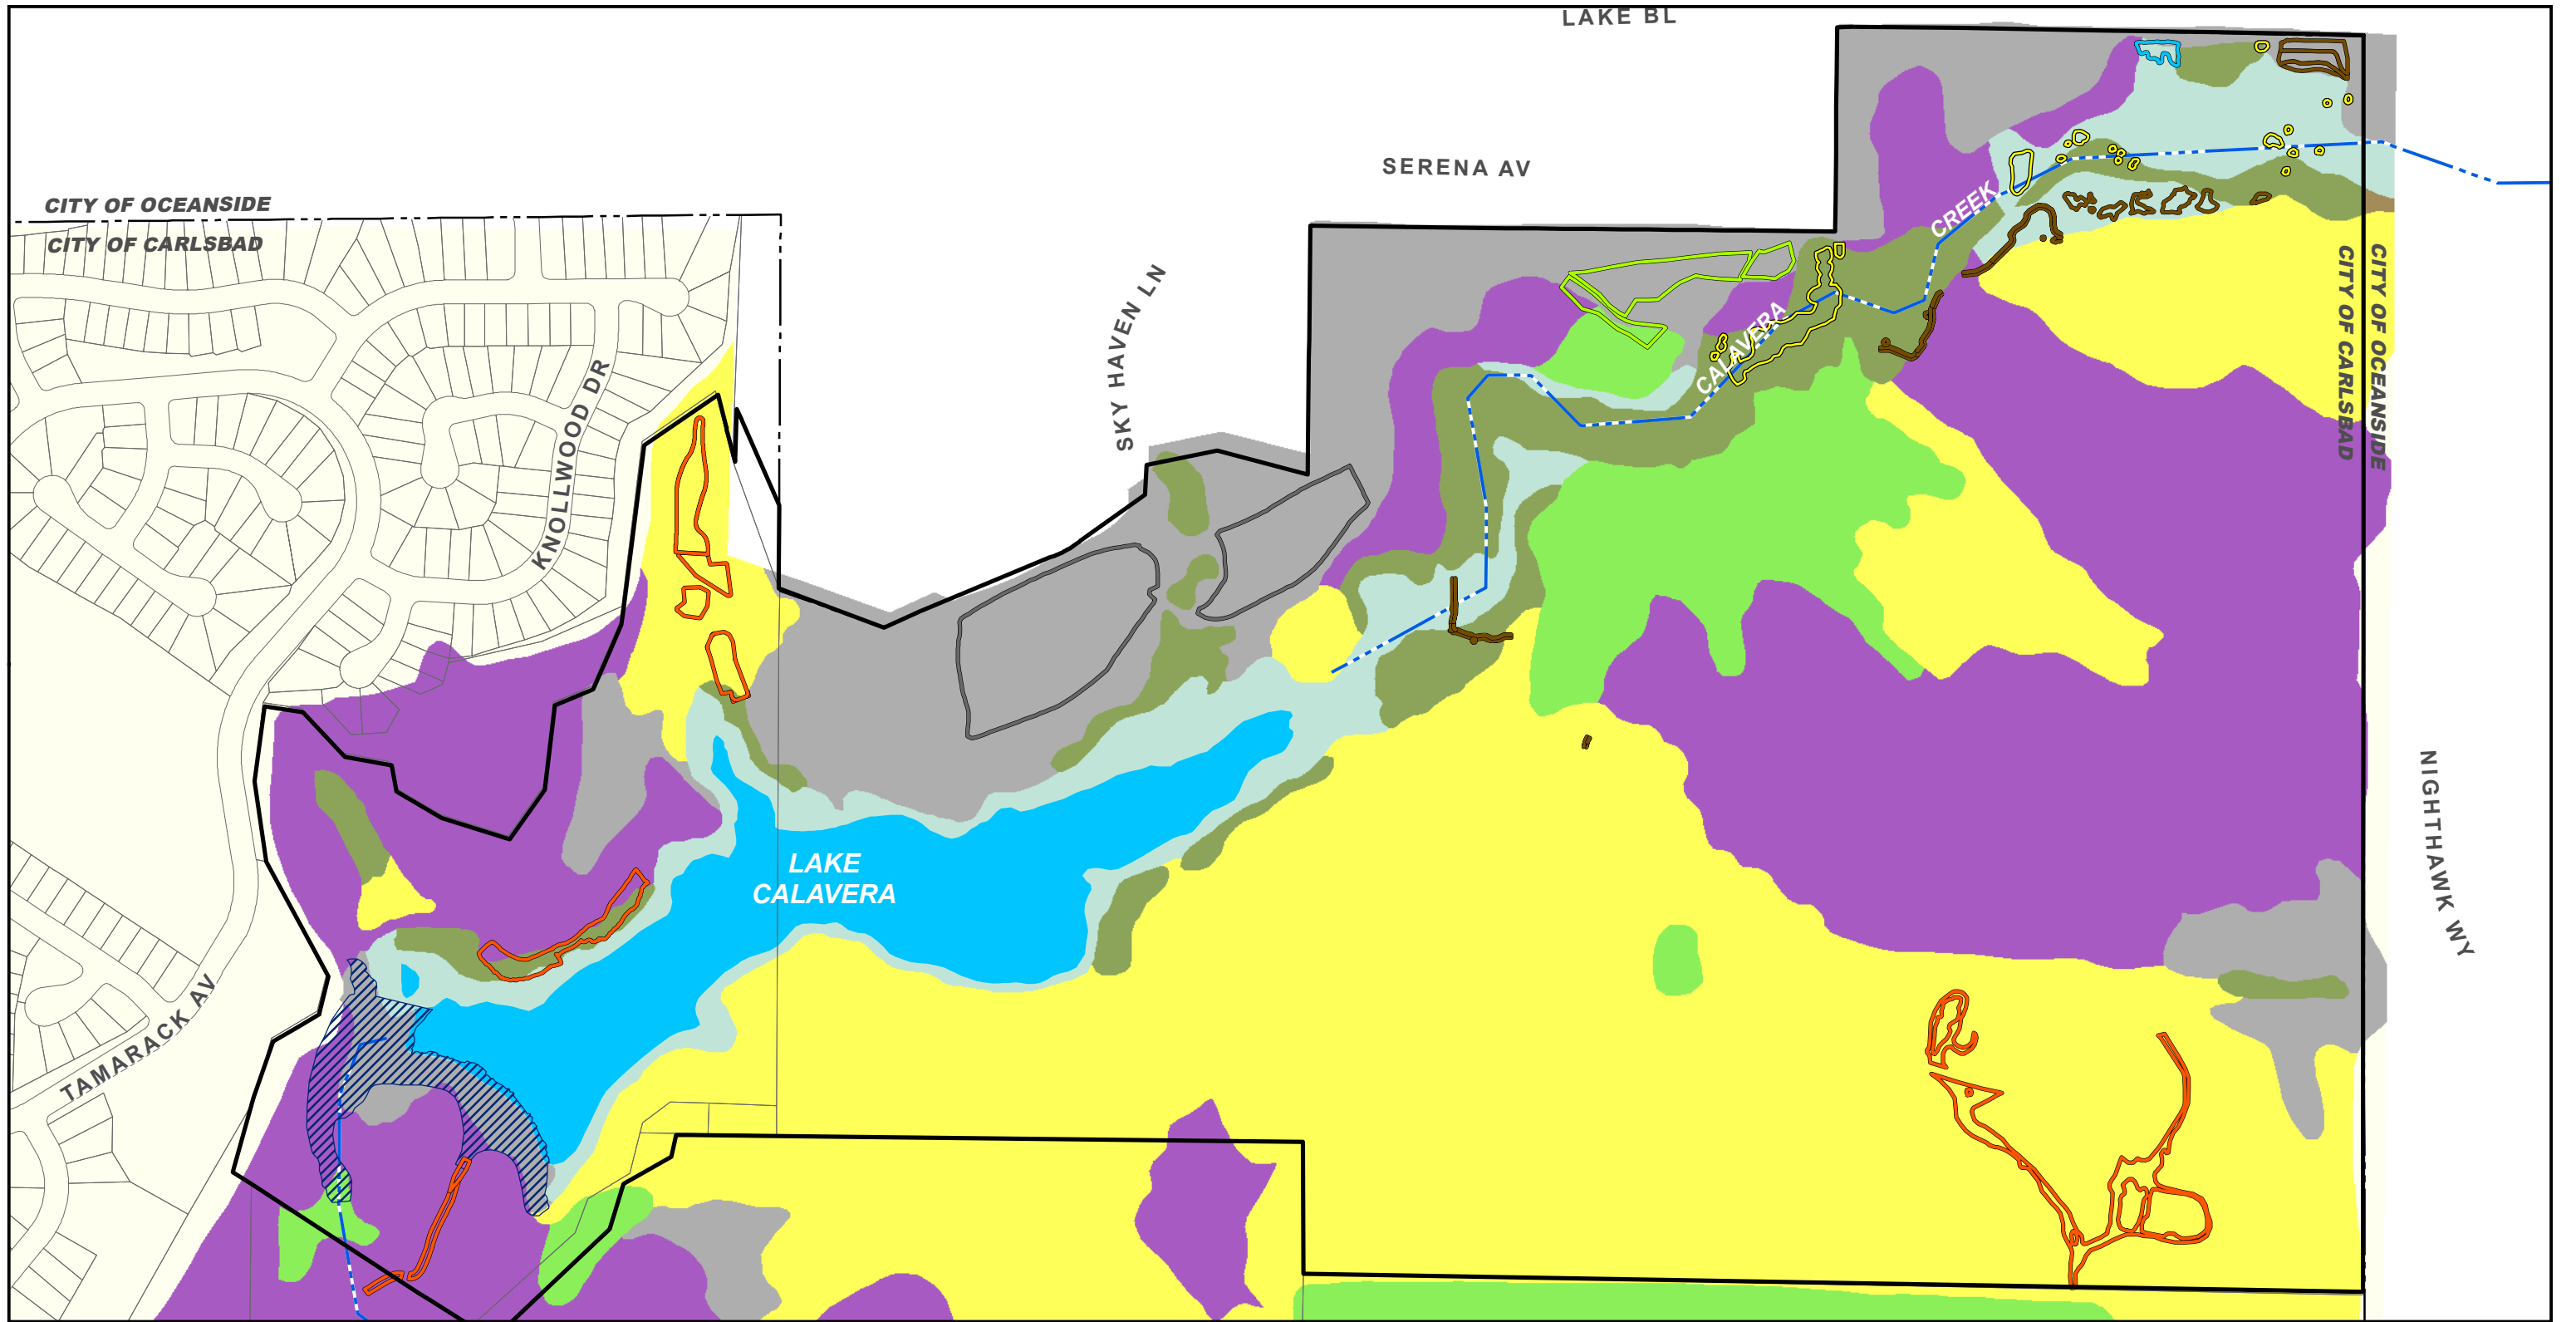 LAKE BL
SERENA AV
CITY OF OCEANSIDE
CITY OF CARLSBAD
CREEK
CALAVERA
SKY HAVEN LN
KNOLLWOOD DR
CITY OF OCEANSIDE
CITY OF CARLSBAD
NIGHTHAWK WY
LAKE
CALAVERA
TAMARACK AV